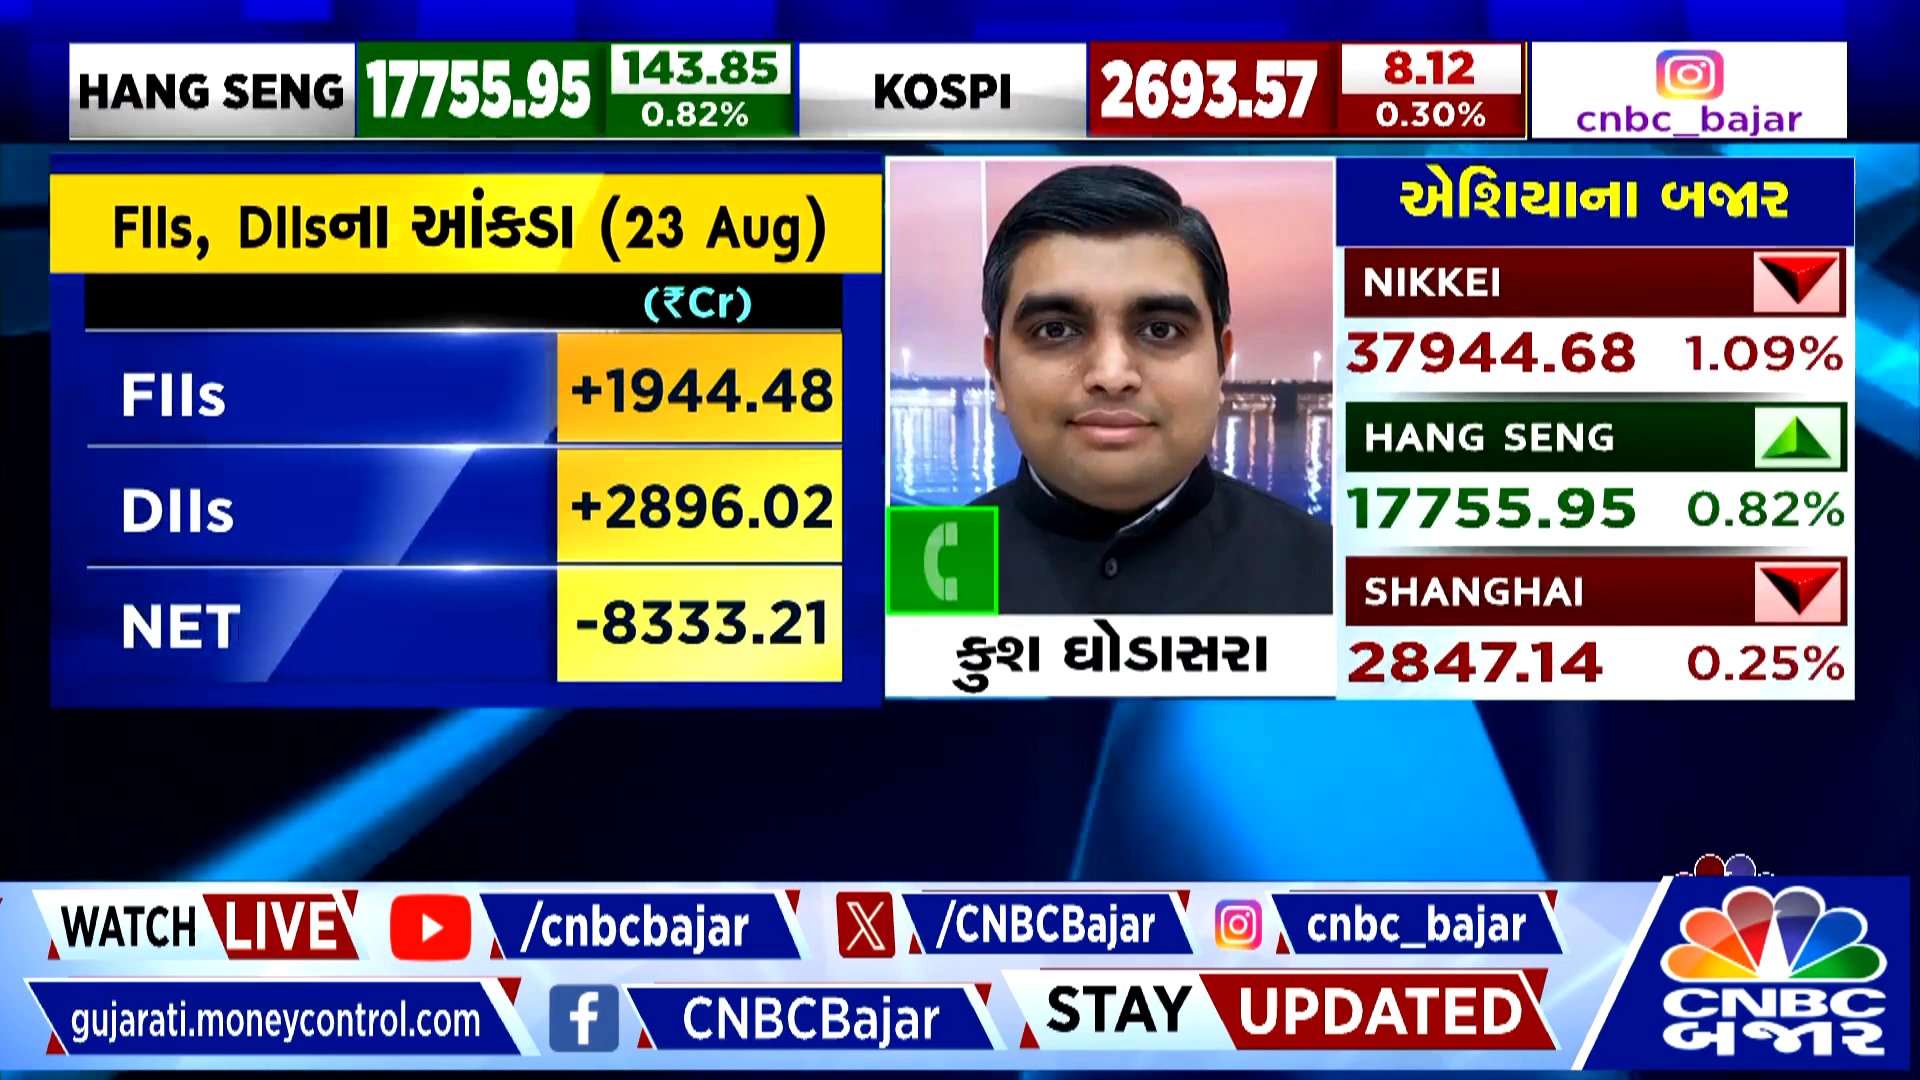 HANG SENG 17755.95 143.85 0.82% KOSPI 2693.57 8.12 0.30% cnbc_bajar
FIIs, DIIsના આંકડા (23 Aug)
(₹Cr)
FIIs +1944.48
DIIs +2896.02
NET -8333.21
કુશ ઘોડાસરા
એશિયાના બજાર
NIKKEI
37944.68 1.09%
HANG SENG
17755.95 0.82%
SHANGHAI
2847.14 0.25%
WATCH LIVE /cnbcbajar /CNBCBajar cnbc_bajar
gujarati.moneycontrol.com CNBCBajar STAY UPDATED
CNBC
બજાર